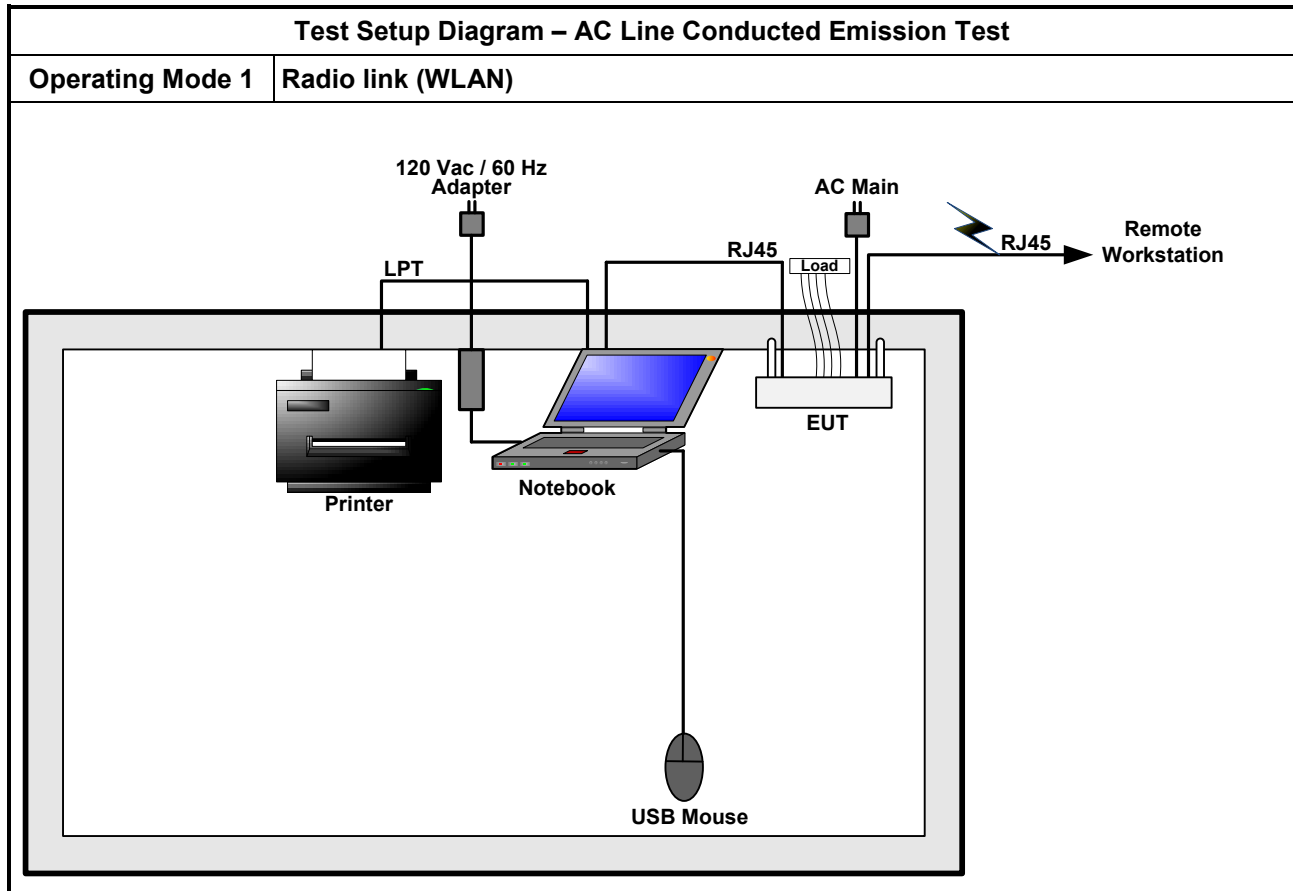 Test Setup Diagram – AC Line Conducted Emission Test
Operating Mode 1
Radio link (WLAN)
120 Vac / 60 Hz
Adapter
AC Main
RJ45
Load
RJ45
Remote
Workstation
LPT
EUT
Printer
Notebook
USB Mouse